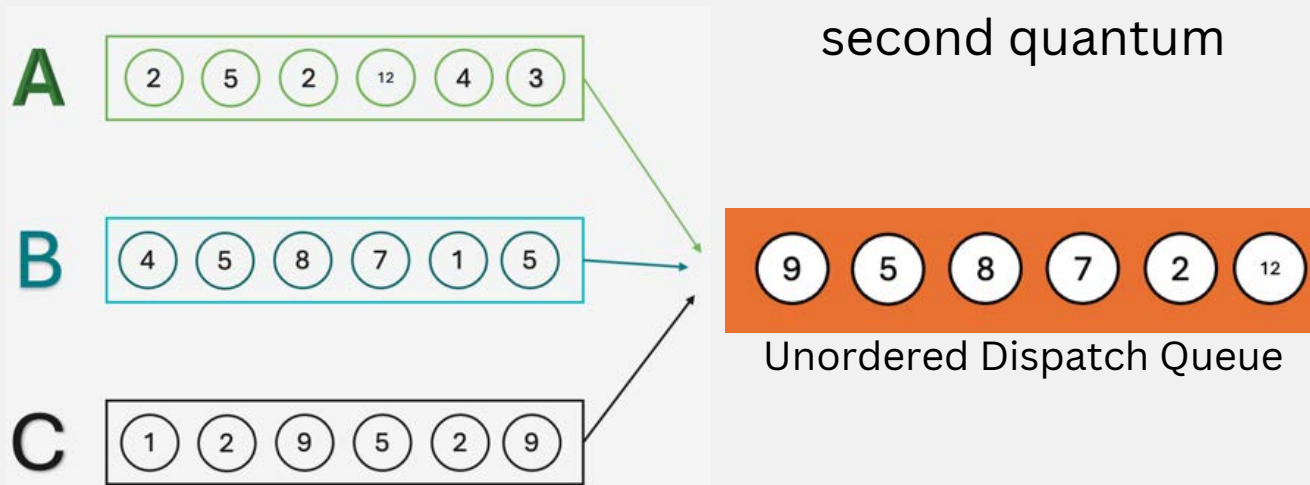 second quantum
A 2 5 2 12 4 3
B 4 5 8 7 1 5
9 5 8 7 2 12
Unordered Dispatch Queue
C 1 2 9 5 2 9